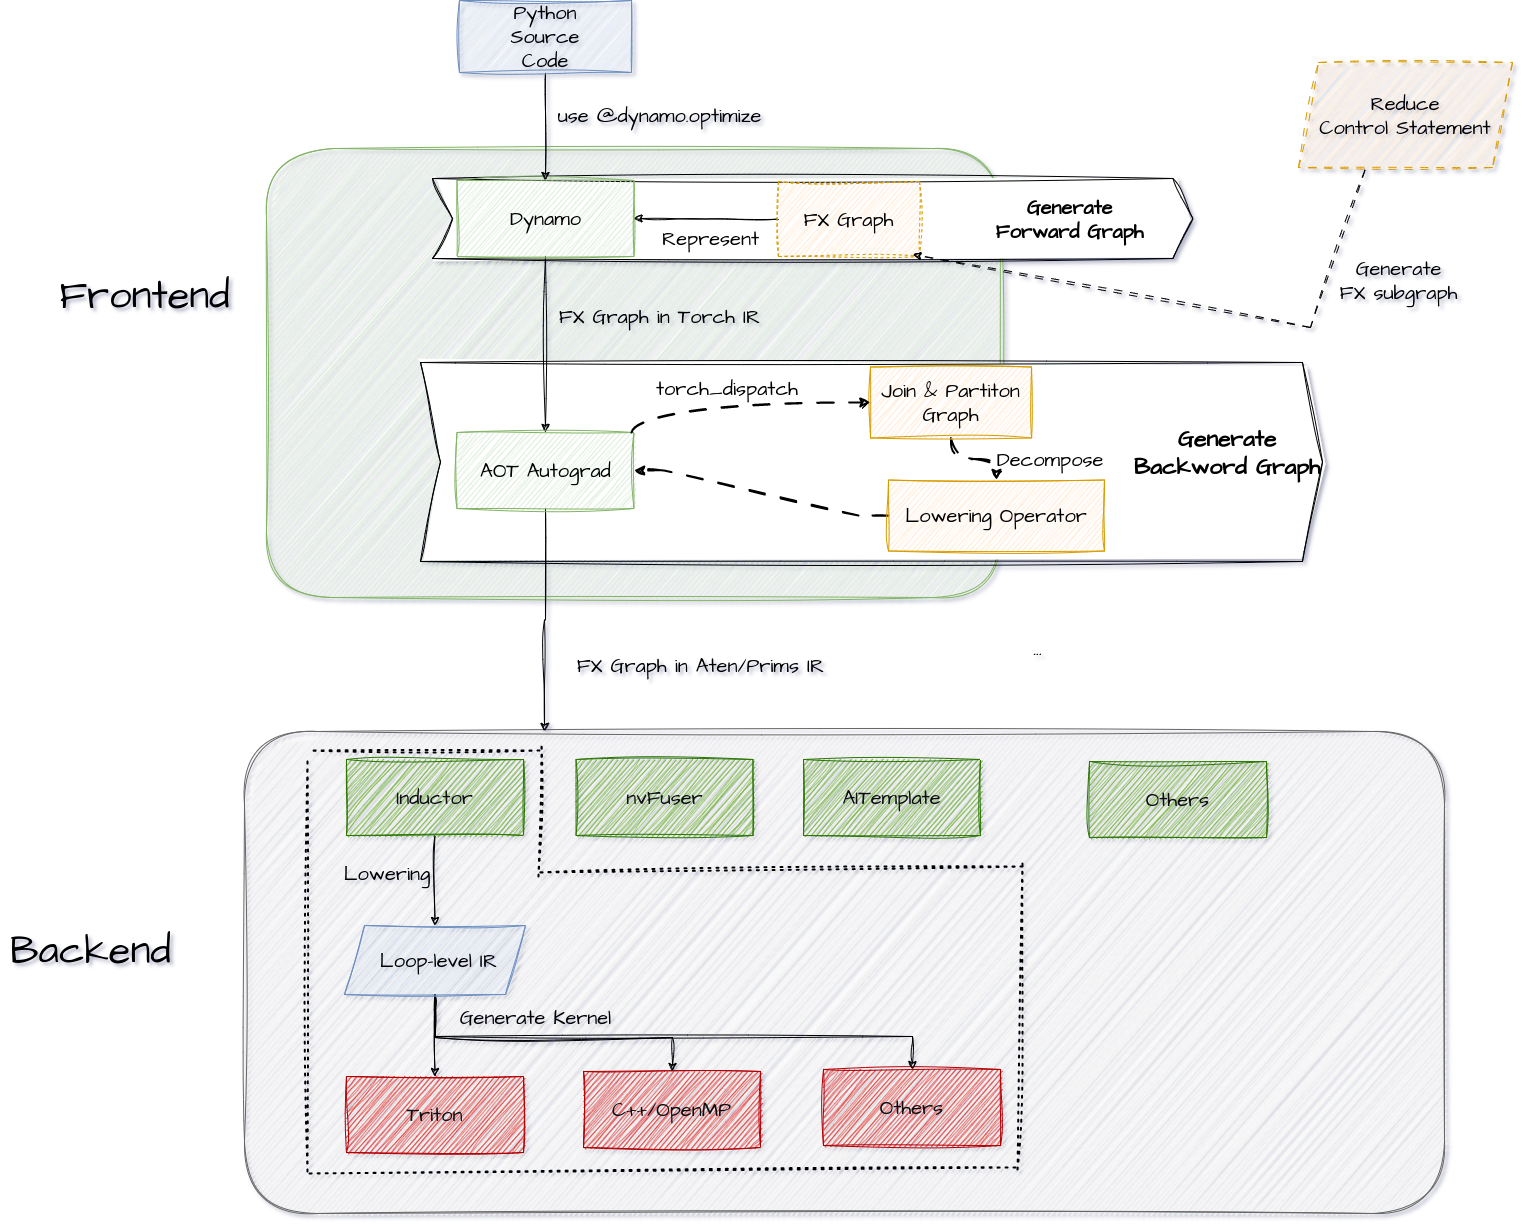 Python
Source
Code
use @dynamo.optimize
Reduce
Control Statement
Dynamo
Represent
FX Graph
Generate
Forward Graph
Generate
FX subgraph
Frontend
FX Graph in Torch IR
torch_dispatch
Join & Partiton
Graph
Generate
Backword Graph
AOT Autograd
Decompose
Lowering Operator
FX Graph in Aten/Prims IR
...
Inductor
nvFuser
AITemplate
Others
Lowering
Backend
Loop-level IR
Generate Kernel
Triton
C++/OpenMP
Others